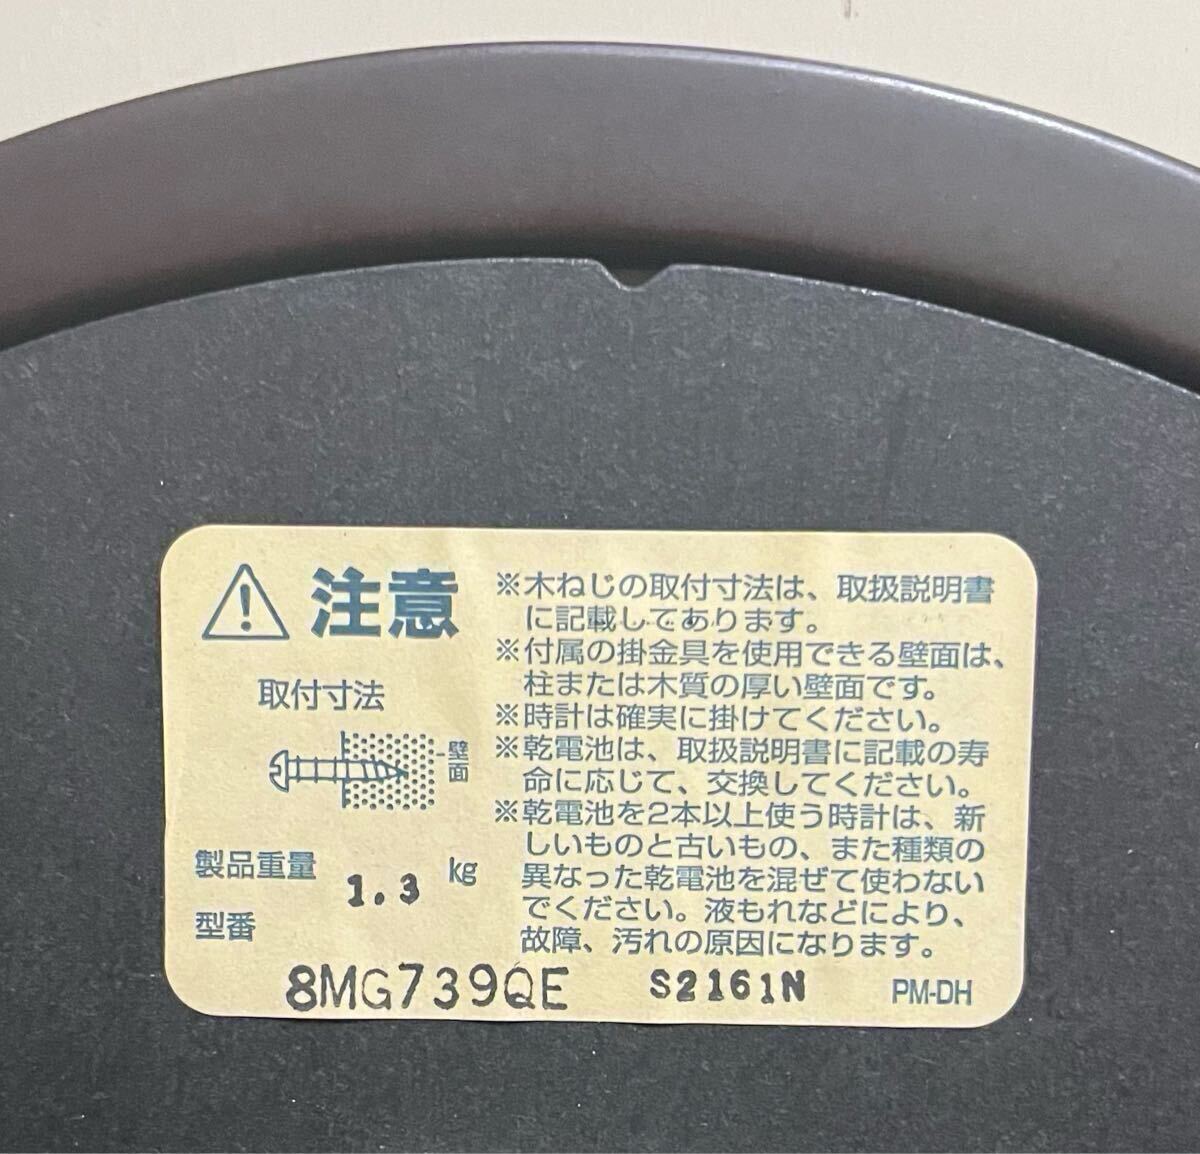 注意
取付寸法
壁面
製品重量 1.3 kg
型番
8MG739QE
※木ねじの取付寸法は、取扱説明書
に記載してあります。
※付属の掛金具を使用できる壁面は、
柱または木質の厚い壁面です。
※時計は確実に掛けてください。
※乾電池は、取扱説明書に記載の寿
命に応じて、交換してください。
※乾電池を2本以上使う時計は、新
しいものと古いもの、また種類の
異なった乾電池を混ぜて使わない
でください。液もれなどにより、
故障、汚れの原因になります。
S2161N PM-DH